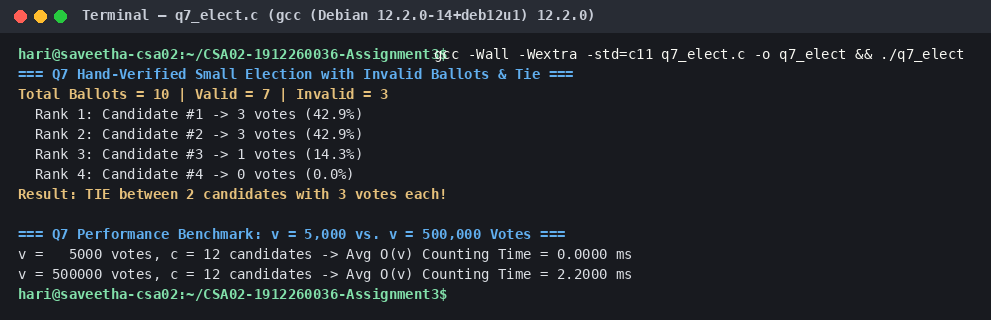 Terminal — q7_elect.c (gcc (Debian 12.2.0-14+deb12u1) 12.2.0)
hari@saveetha-csa02:~/CSA02-1912260036-Assignment3$ gcc -Wall -Wextra -std=c11 q7_elect.c -o q7_elect && ./q7_elect
=== Q7 Hand-Verified Small Election with Invalid Ballots & Tie ===
Total Ballots = 10 | Valid = 7 | Invalid = 3
  Rank 1: Candidate #1 -> 3 votes (42.9%)
  Rank 2: Candidate #2 -> 3 votes (42.9%)
  Rank 3: Candidate #3 -> 1 votes (14.3%)
  Rank 4: Candidate #4 -> 0 votes (0.0%)
Result: TIE between 2 candidates with 3 votes each!
=== Q7 Performance Benchmark: v = 5,000 vs. v = 500,000 Votes ===
v =   5000 votes, c = 12 candidates -> Avg O(v) Counting Time = 0.0000 ms
v = 500000 votes, c = 12 candidates -> Avg O(v) Counting Time = 2.2000 ms
hari@saveetha-csa02:~/CSA02-1912260036-Assignment3$